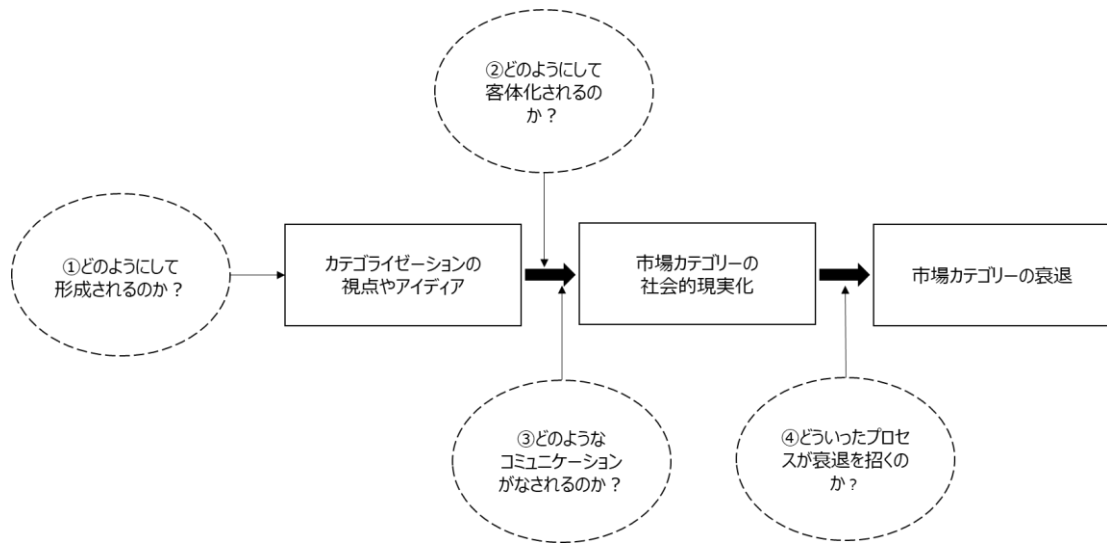 ②どのようにして
客体化されるの
か？
①どのようにして
形成されるのか？
カテゴライゼーションの
視点やアイディア
市場カテゴリーの
社会的現実化
市場カテゴリーの衰退
③どのような
コミュニケーション
がなされるのか？
④どういったプロセ
スが衰退を招くの
か?